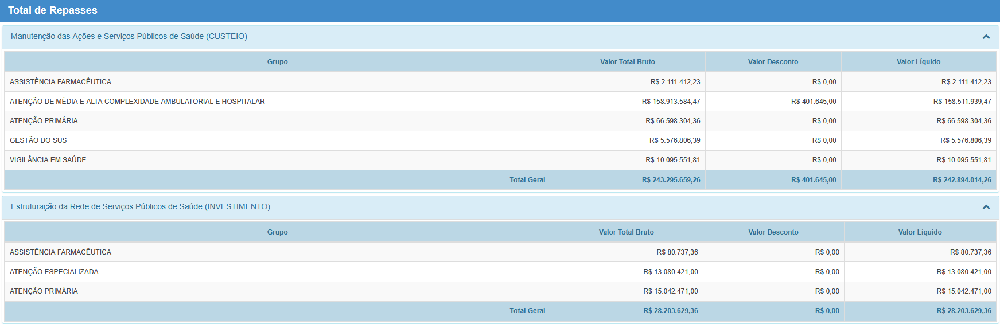 Total de Repasses
Manutenção das Ações e Serviços Públicos de Saúde (CUSTEIO)
Grupo Valor Total Bruto Valor Desconto Valor Líquido
ASSISTÊNCIA FARMACÊUTICA R$ 2.111.412,23 R$ 0,00 R$ 2.111.412,23
ATENÇÃO DE MÉDIA E ALTA COMPLEXIDADE AMBULATORIAL E HOSPITALAR R$ 158.913.584,47 R$ 401.645,00 R$ 158.511.939,47
ATENÇÃO PRIMÁRIA R$ 66.598.304,36 R$ 0,00 R$ 66.598.304,36
GESTÃO DO SUS R$ 5.576.806,39 R$ 0,00 R$ 5.576.806,39
VIGILÂNCIA EM SAÚDE R$ 10.095.551,81 R$ 0,00 R$ 10.095.551,81
Total Geral R$ 243.295.659,26 R$ 401.645,00 R$ 242.894.014,26
Estruturação da Rede de Serviços Públicos de Saúde (INVESTIMENTO)
Grupo Valor Total Bruto Valor Desconto Valor Líquido
ASSISTÊNCIA FARMACÊUTICA R$ 80.737,36 R$ 0,00 R$ 80.737,36
ATENÇÃO ESPECIALIZADA R$ 13.080.421,00 R$ 0,00 R$ 13.080.421,00
ATENÇÃO PRIMÁRIA R$ 15.042.471,00 R$ 0,00 R$ 15.042.471,00
Total Geral R$ 28.203.629,36 R$ 0,00 R$ 28.203.629,36